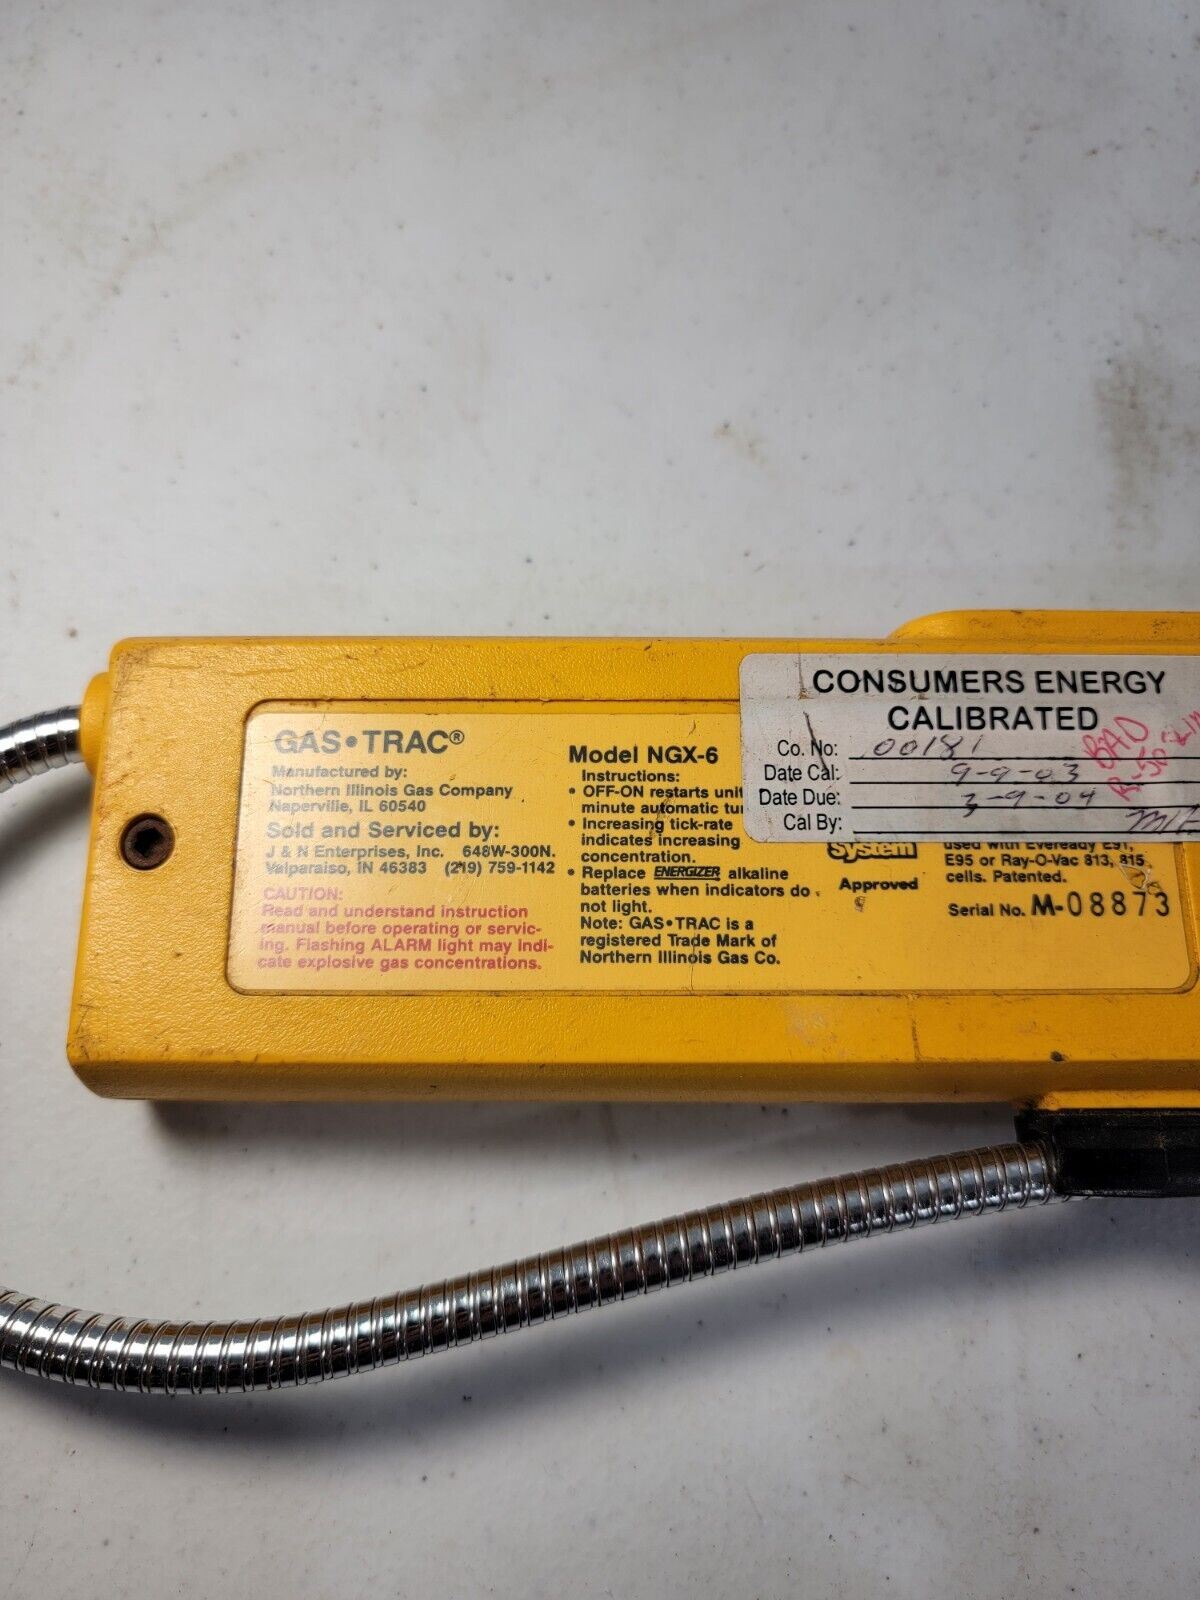 GAS•TRAC®
Manufactured by:
Northern Illinois Gas Company
Naperville, IL 60540
Sold and Serviced by:
J & N Enterprises, Inc. 648W-300N.
Valparaiso, IN 46383 (219) 759-1142
CAUTION:
Read and understand instruction
manual before operating or servic-
ing. Flashing ALARM light may indi-
cate explosive gas concentrations.
Model NGX-6
Instructions:
• OFF-ON restarts unit
minute automatic tu
• Increasing tick-rate
indicates increasing
concentration.
• Replace ENERGIZER alkaline
batteries when indicators do
not light.
Note: GAS•TRAC is a
registered Trade Mark of
Northern Illinois Gas Co.
CONSUMERS ENERGY
CALIBRATED
Co. No: 00181
Date Cal: 9-9-03
Date Due: 3-9-04
Cal By:
BAD
System
Approved
used with Eveready E91,
E95 or Ray-O-Vac 813, 815
cells. Patented.
Serial No. M-08873